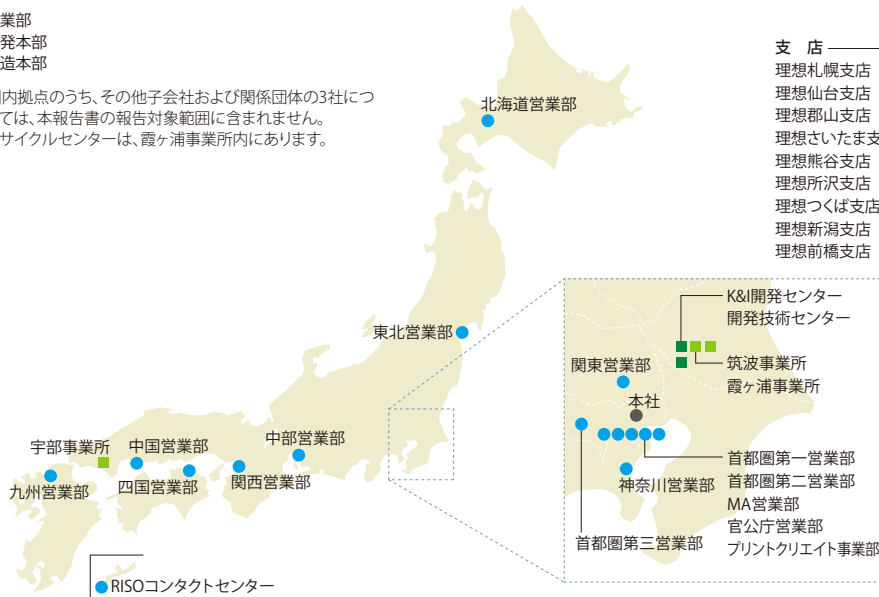 業部
発本部
造本部
内拠点のうち、その他子会社および関係団体の3社につ
ては、本報告書の報告対象範囲に含まれません。
サイクルセンターは、霞ヶ浦事業所内にあります。
支 店
理想札幌支店
理想仙台支店
理想郡山支店
理想さいたま支
理想熊谷支店
理想所沢支店
理想つくば支店
理想新潟支店
理想前橋支店
北海道営業部
東北営業部
中部営業部
関西営業部
中国営業部
四国営業部
宇部事業所
九州営業部
RISOコンタクトセンター
K&I開発センター
開発技術センター
筑波事業所
霞ヶ浦事業所
関東営業部
本社
首都圏第一営業部
首都圏第二営業部
MA営業部
官公庁営業部
プリントクリエイト事業部
神奈川営業部
首都圏第三営業部